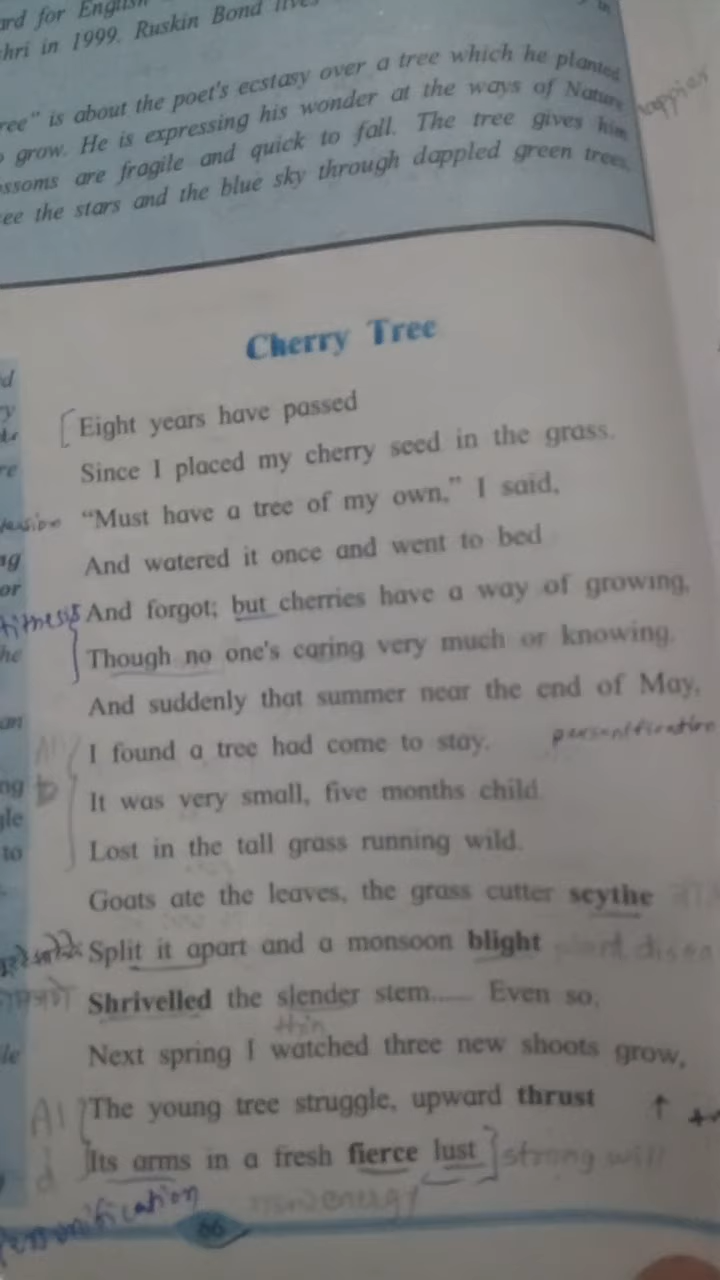 for English
in 1999. Ruskin Bond
is about the poet's ecstasy over a tree which he planted
grow. He is expressing his wonder at the ways of Nature
are fragile and quick to fall. The tree gives him
the stars and the blue sky through dappled green trees.
Cherry Tree
Eight years have passed
Since I placed my cherry seed in the grass.
"Must have a tree of my own," I said,
And watered it once and went to bed
And forgot; but cherries have a way of growing,
Though no one's caring very much or knowing.
And suddenly that summer near the end of May,
I found a tree had come to stay.
personification
It was very small, five months child
Lost in the tall grass running wild.
Goats ate the leaves, the grass cutter scythe
Split it apart and a monsoon blight
Shrivelled the slender stem..... Even so,
thin
Next spring I watched three new shoots grow,
The young tree struggle, upward thrust
Its arms in a fresh fierce lust
strong will
energy
66